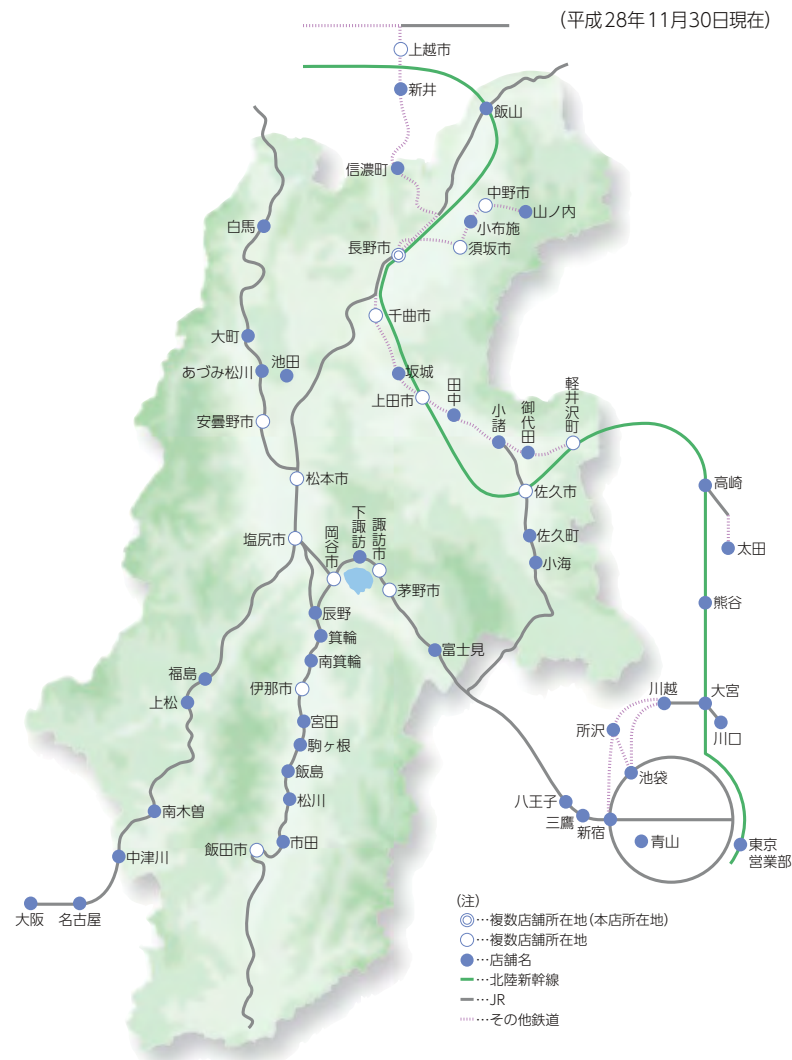 (平成28年11月30日現在)
上越市
新井
飯山
信濃町
中野市
山ノ内
小布施
白馬
長野市
須坂市
千曲市
大町
池田
あづみ松川
坂城
田中
上田市
小諸
御代田
軽井沢町
安曇野市
松本市
佐久市
高崎
塩尻市
岡谷市
下諏訪
諏訪市
佐久町
太田
小海
茅野市
熊谷
辰野
箕輪
富士見
南箕輪
福島
伊那市
上松
川越
大宮
宮田
所沢
川口
駒ヶ根
飯島
池袋
松川
八王子
南木曽
三鷹
新宿
市田
青山
飯田市
東京
営業部
中津川
大阪
名古屋
(注)
◎…複数店舗所在地(本店所在地)
○…複数店舗所在地
●…店舗名
…北陸新幹線
…JR
…その他鉄道